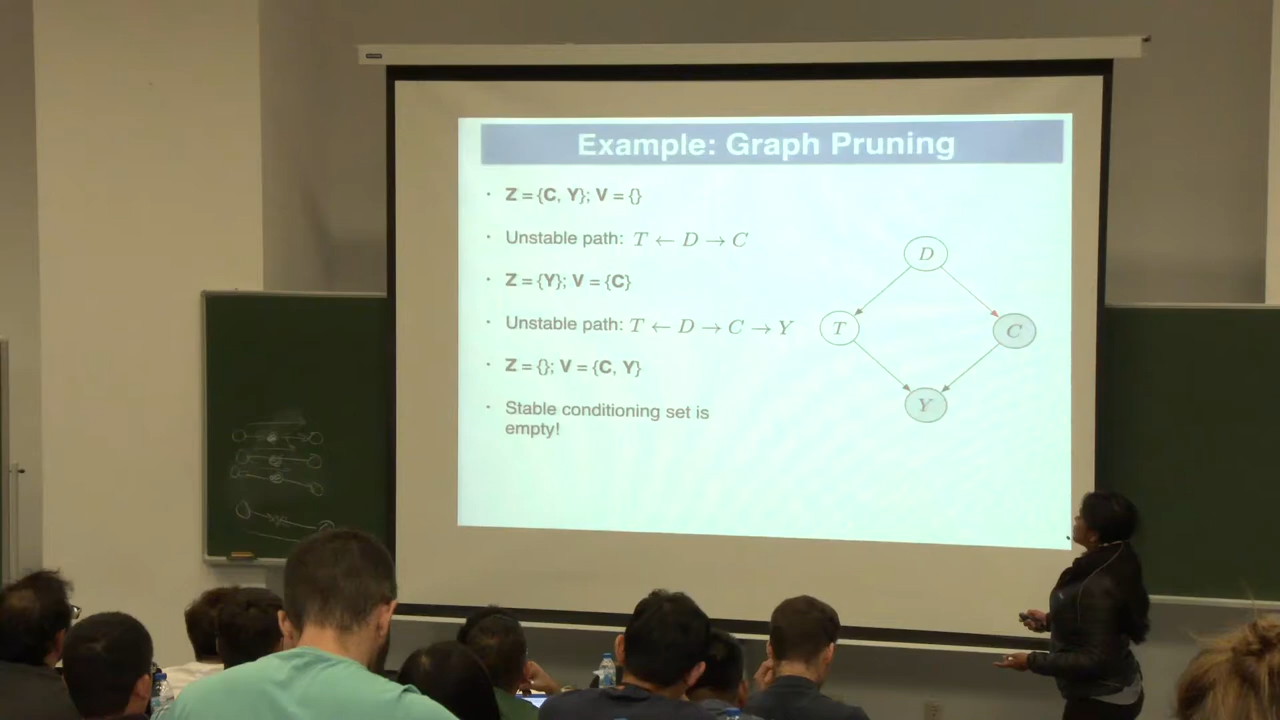 Example: Graph Pruning
· Z = {C, Y}; V = {}
· Unstable path: T ← D → C
· Z = {Y}; V = {C}
· Unstable path: T ← D → C → Y
· Z = {}; V = {C, Y}
· Stable conditioning set is
empty!
D
T
C
Y